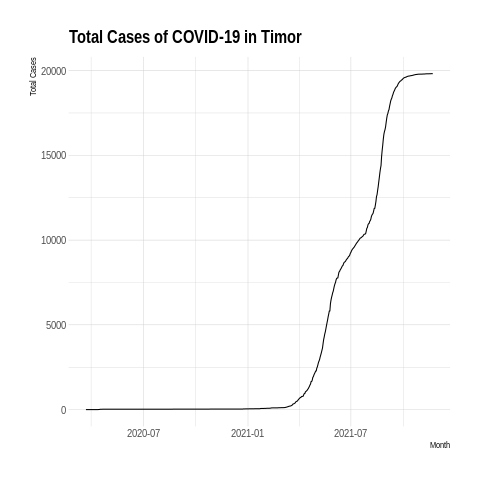 Total Cases of COVID-19 in Timor
Total Cases
20000
15000
10000
5000
0
2020-07
2021-01
2021-07
Month